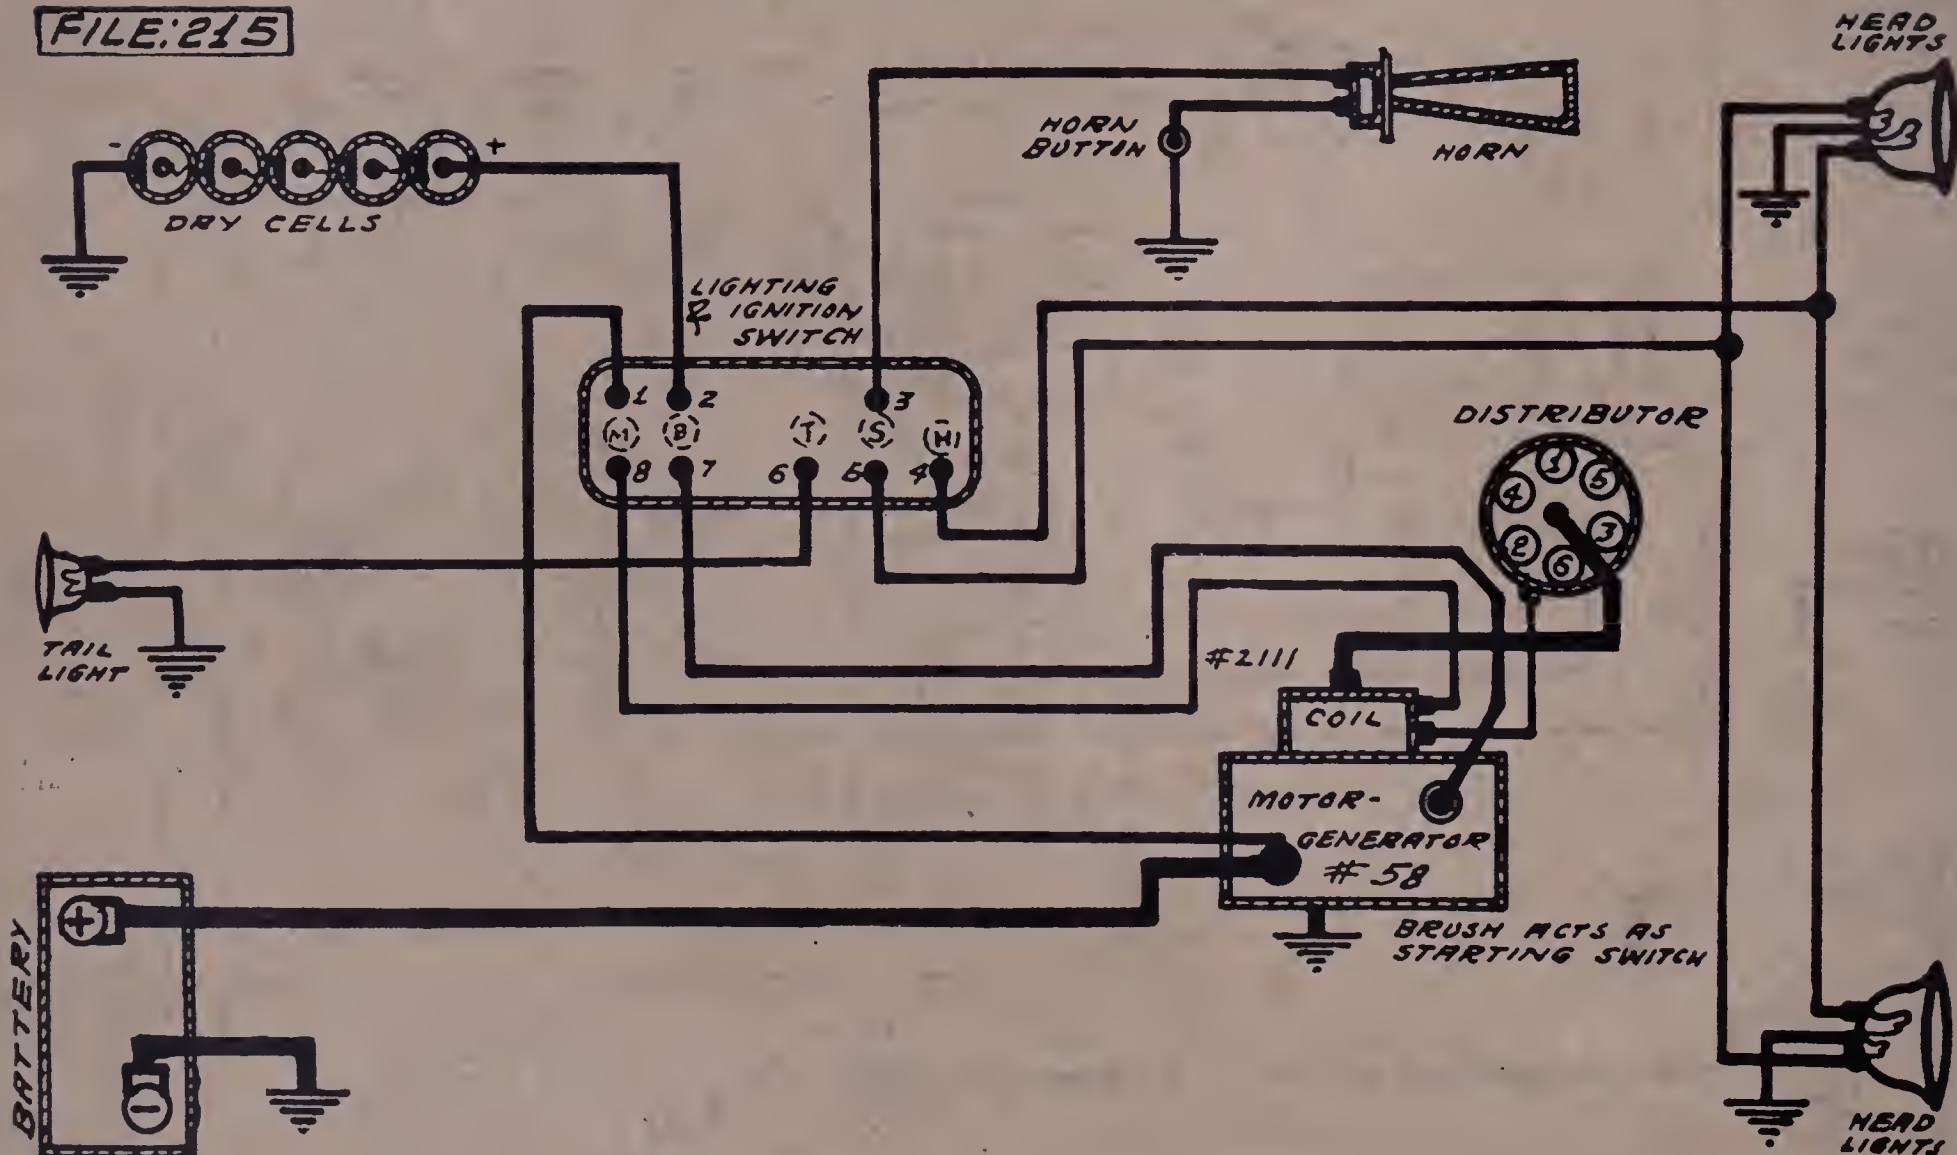 FILE:215
HEAD
LIGHTS
HORN
BUTTON
HORN
- +
DRY CELLS
LIGHTING
& IGNITION
SWITCH
1 2 3
M B T S H
8 7 6 5 4
DISTRIBUTOR
1 5 3 6 2 4
TAIL
LIGHT
#2111
COIL
MOTOR-
GENERATOR
#58
BRUSH ACTS AS
STARTING SWITCH
BATTERY
+
-
HEAD
LIGHTS